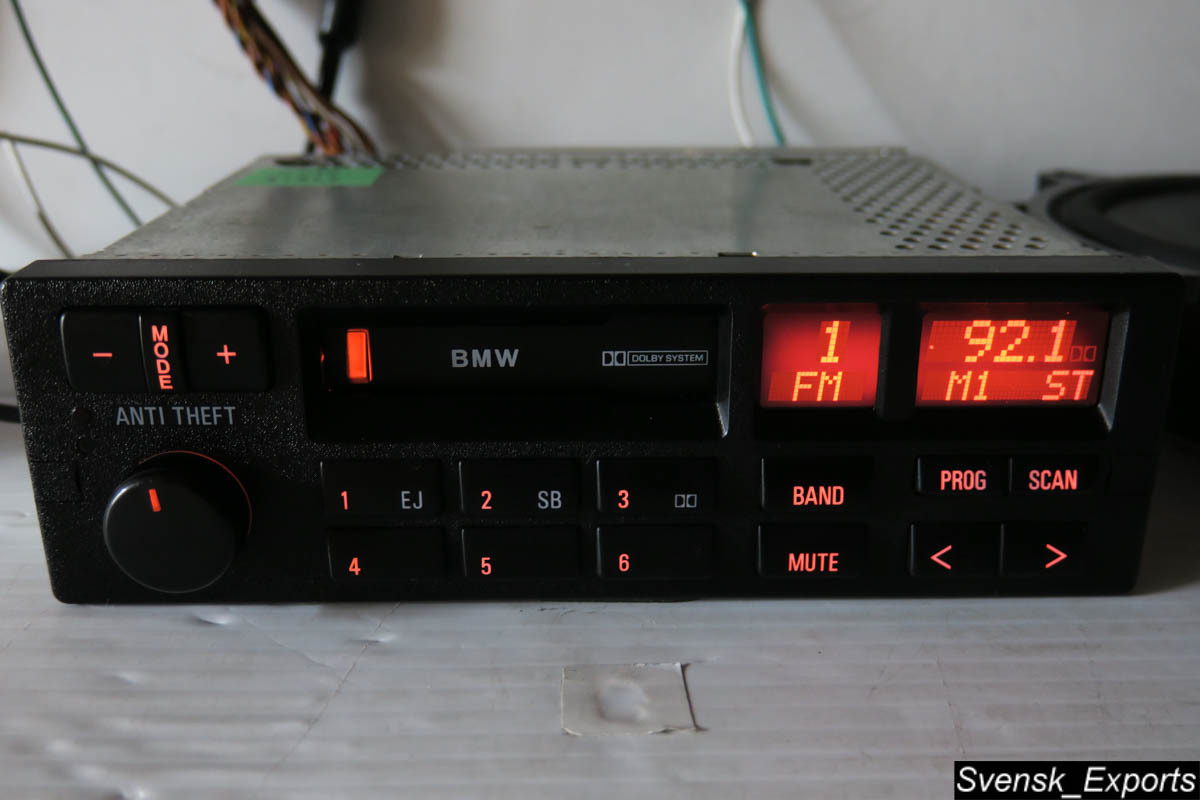 − MODE +
ANTI THEFT
BMW
DOLBY SYSTEM
1
FM
92.1
M1 ST
1 EJ
2 SB
3
BAND
PROG
SCAN
4
5
6
MUTE
< >
Svensk_Exports